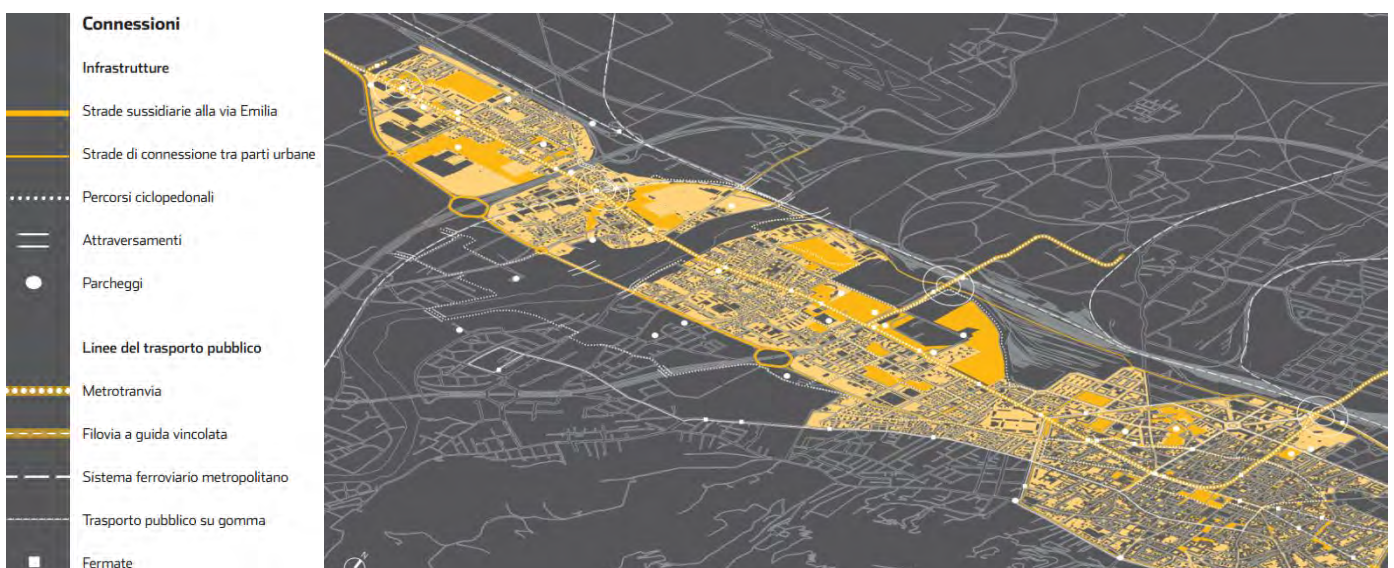 Connessioni
Infrastrutture
Strade sussidiarie alla via Emilia
Strade di connessione tra parti urbane
Percorsi ciclopedonali
Attraversamenti
Parcheggi
Linee del trasporto pubblico
Metrotranvia
Filovia a guida vincolata
Sistema ferroviario metropolitano
Trasporto pubblico su gomma
Fermate
N